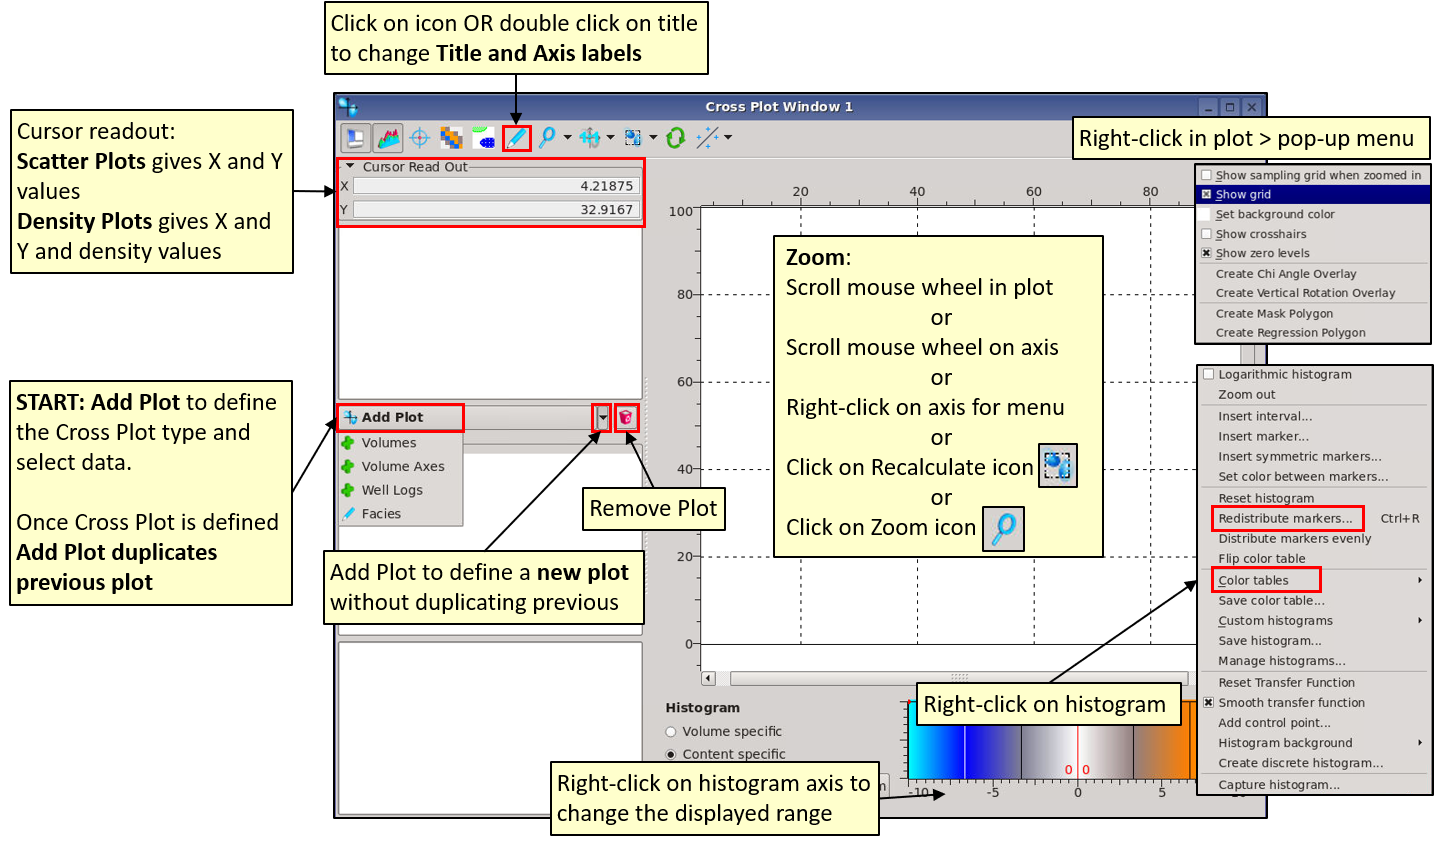 Click on icon OR double click on title
to change Title and Axis labels
Cursor readout:
Scatter Plots gives X and Y
values
Density Plots gives X and
Y and density values
Cross Plot Window 1
Right-click in plot > pop-up menu
Cursor Read Out
X 4.21875
Y 32.9167
20 40 60 80
100
80
60
40
20
0
Show sampling grid when zoomed in
Show grid
Set background color
Show crosshairs
Show zero levels
Create Chi Angle Overlay
Create Vertical Rotation Overlay
Create Mask Polygon
Create Regression Polygon
Zoom:
Scroll mouse wheel in plot
or
Scroll mouse wheel on axis
or
Right-click on axis for menu
or
Click on Recalculate icon
or
Click on Zoom icon
START: Add Plot to define
the Cross Plot type and
select data.
Once Cross Plot is defined
Add Plot duplicates
previous plot
Add Plot
Volumes
Volume Axes
Well Logs
Facies
Remove Plot
Add Plot to define a new plot
without duplicating previous
Logarithmic histogram
Zoom out
Insert interval...
Insert marker...
Insert symmetric markers...
Set color between markers...
Reset histogram
Redistribute markers... Ctrl+R
Distribute markers evenly
Flip color table
Color tables
Save color table...
Custom histograms
Save histogram...
Manage histograms...
Reset Transfer Function
Smooth transfer function
Add control point...
Histogram background
Create discrete histogram...
Capture histogram...
Right-click on histogram
Histogram
Volume specific
Content specific
Right-click on histogram axis to
change the displayed range
0 0
-10 -5 0 5